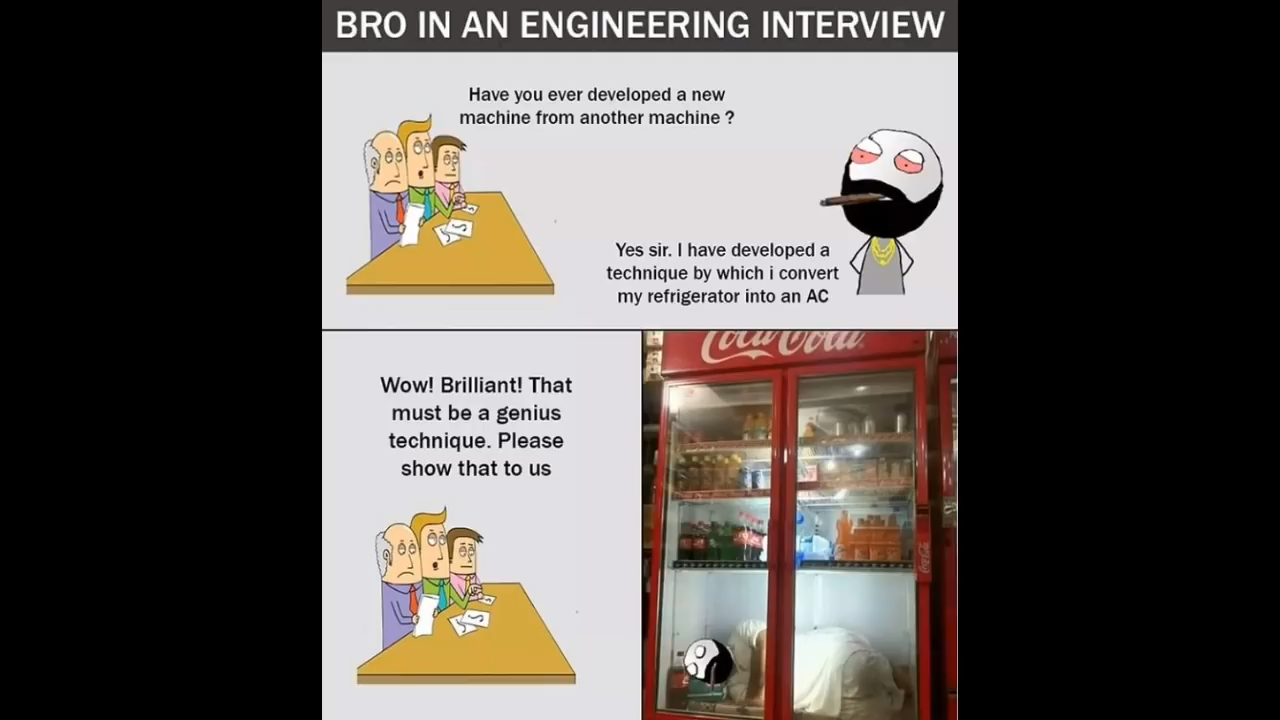 BRO IN AN ENGINEERING INTERVIEW
Have you ever developed a new
machine from another machine ?
Yes sir. I have developed a
technique by which i convert
my refrigerator into an AC
Wow! Brilliant! That
must be a genius
technique. Please
show that to us
Coca-Cola
Coca-Cola